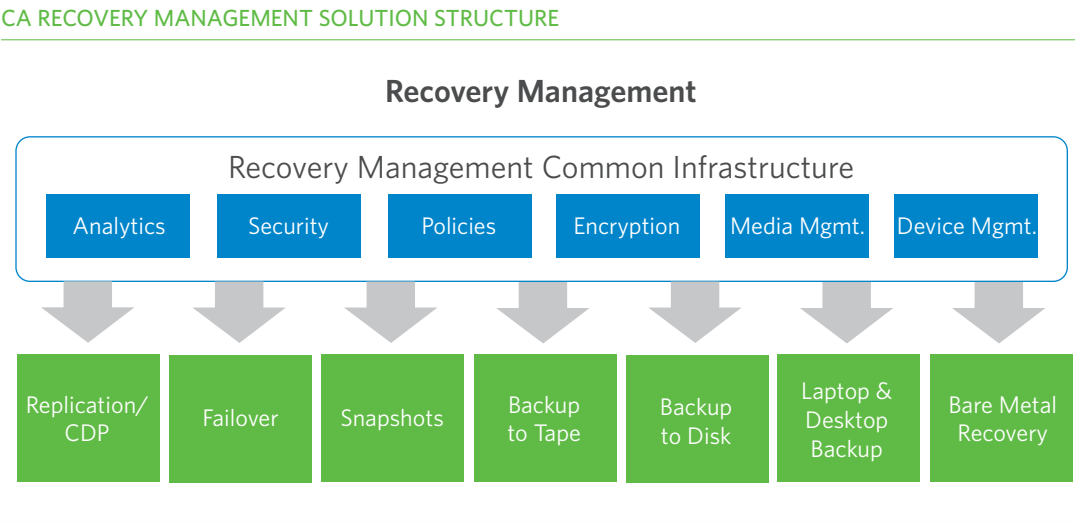 CA RECOVERY MANAGEMENT SOLUTION STRUCTURE
Recovery Management
Recovery Management Common Infrastructure
Analytics
Security
Policies
Encryption
Media Mgmt.
Device Mgmt.
Replication/
CDP
Failover
Snapshots
Backup
to Tape
Backup
to Disk
Laptop &
Desktop
Backup
Bare Metal
Recovery